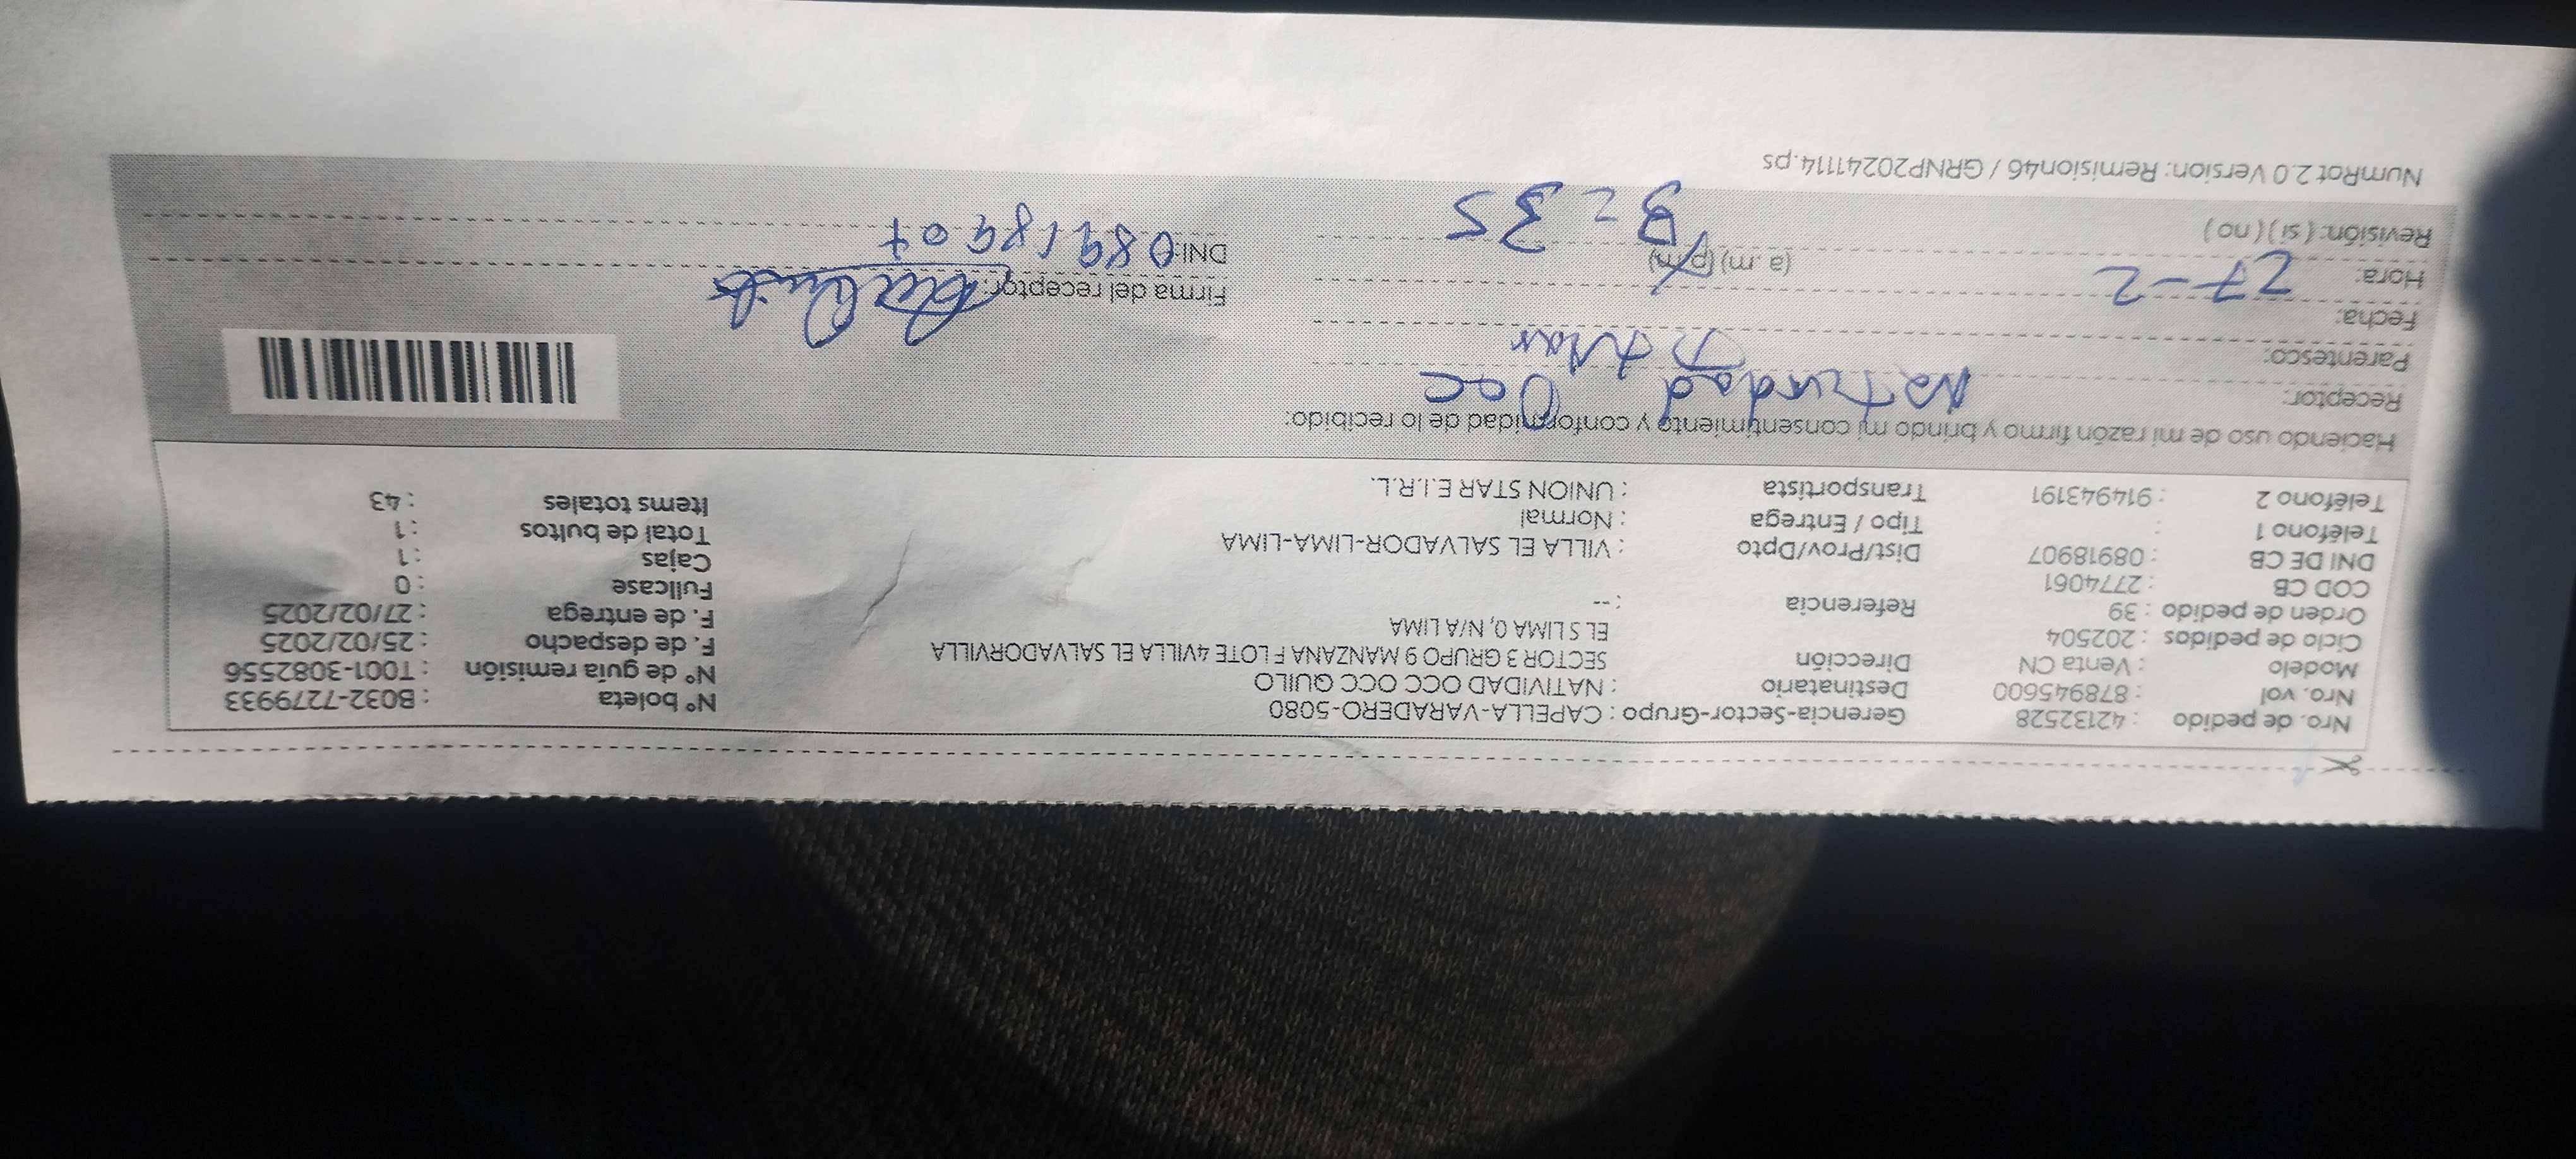 Nro. de pedido : 42132528 Gerencia-Sector-Grupo : CAPELLA-VARADERO-5080 N° boleta : B032-7279933
Nro. vol : 878945600 Destinatario : NATIVIDAD OCC OCC QUILO N° de guía remisión : T001-3082556
Modelo : Venta CN Dirección SECTOR 3 GRUPO 9 MANZANA F LOTE 4VILLA EL SALVADORVILLA F. de despacho : 25/02/2025
Ciclo de pedidos : 202504 EL S LIMA 0, N/A LIMA F. de entrega : 27/02/2025
Orden de pedido : 39 Referencia : -- Fullcase : 0
COD CB : 2774061 Cajas : 1
DNI DE CB : 08918907 Dist/Prov/Dpto : VILLA EL SALVADOR-LIMA-LIMA Total de bultos : 1
Teléfono 1 : Tipo / Entrega : Normal Items totales : 43
Teléfono 2 : 914943191 Transportista : UNION STAR E.I.R.L.
Haciendo uso de mi razón firmo y brindo mi consentimiento y conformidad de lo recibido:
Receptor: Natividad Occ
Parentesco: Titular
Fecha: 27-2 Firma del receptor:
Hora: (a.m) (p.m) 3:35 DNI: 08918907
Revisión: ( si ) ( no )
NumRot 2.0 Version: Remision46 / GRNP20241114.ps